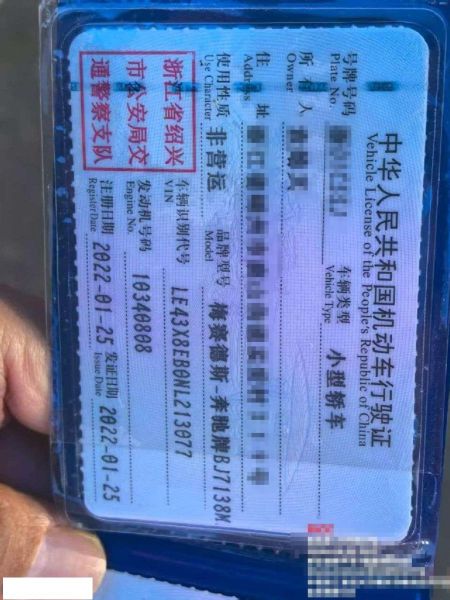 中华人民共和国机动车行驶证
Vehicle License of the People's Republic of China
号牌号码
Plate No.
车辆类型 小型轿车
Vehicle Type
所有人
Owner
住址
Address
使用性质 非营运 品牌型号 梅赛德斯-奔驰牌BJ7138M
Use Character Model
浙江省绍兴
市公安局交
通警察支队
车辆识别代号 LE43X8EB0NL213077
VIN
发动机号码 10340808
Engine No.
注册日期 2022-01-25 发证日期 2022-01-25
Register Date Issue Date